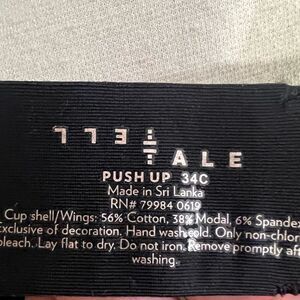 TELL
TALE
PUSH UP 34C
Made in Sri Lanka
RN# 79984 0619
Cup shell/Wings: 56% Cotton, 38% Modal, 6% Spandex
Exclusive of decoration. Hand wash cold. Only non-chlor
bleach. Lay flat to dry. Do not iron. Remove promptly aft
washing.